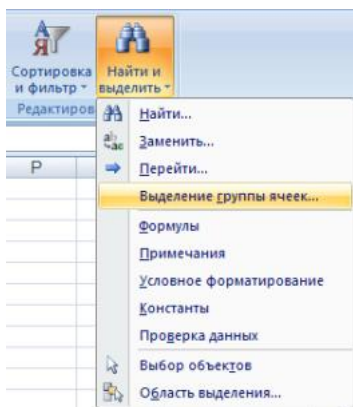 Сортировка и фильтр
Найти и выделить
Редактиров
P
Найти...
Заменить...
Перейти...
Выделение группы ячеек...
Формулы
Примечания
Условное форматирование
Константы
Проверка данных
Выбор объектов
Область выделения...